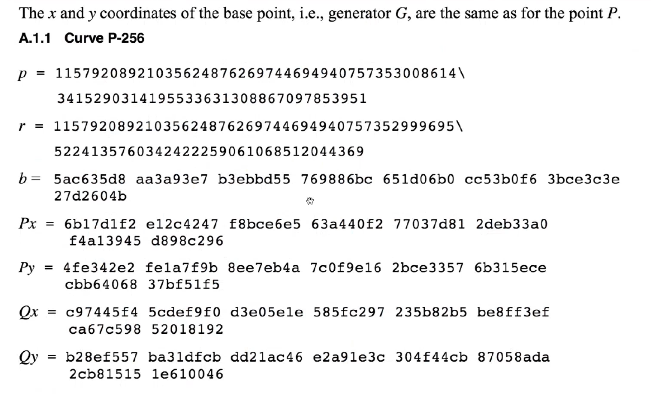 The x and y coordinates of the base point, i.e., generator G, are the same as for the point P.
A.1.1 Curve P-256
p = 11579208921035624876269744694940757353008614\
3415290314195533631308867097853951
r = 11579208921035624876269744694940757352999695\
5224135760342422259061068512044369
b = 5ac635d8 aa3a93e7 b3ebbd55 769886bc 651d06b0 cc53b0f6 3bce3c3e
27d2604b
Px = 6b17d1f2 e12c4247 f8bce6e5 63a440f2 77037d81 2deb33a0
f4a13945 d898c296
Py = 4fe342e2 fe1a7f9b 8ee7eb4a 7c0f9e16 2bce3357 6b315ece
cbb64068 37bf51f5
Qx = c97445f4 5cdef9f0 d3e05e1e 585fc297 235b82b5 be8ff3ef
ca67c598 52018192
Qy = b28ef557 ba31dfcb dd21ac46 e2a91e3c 304f44cb 87058ada
2cb81515 1e610046